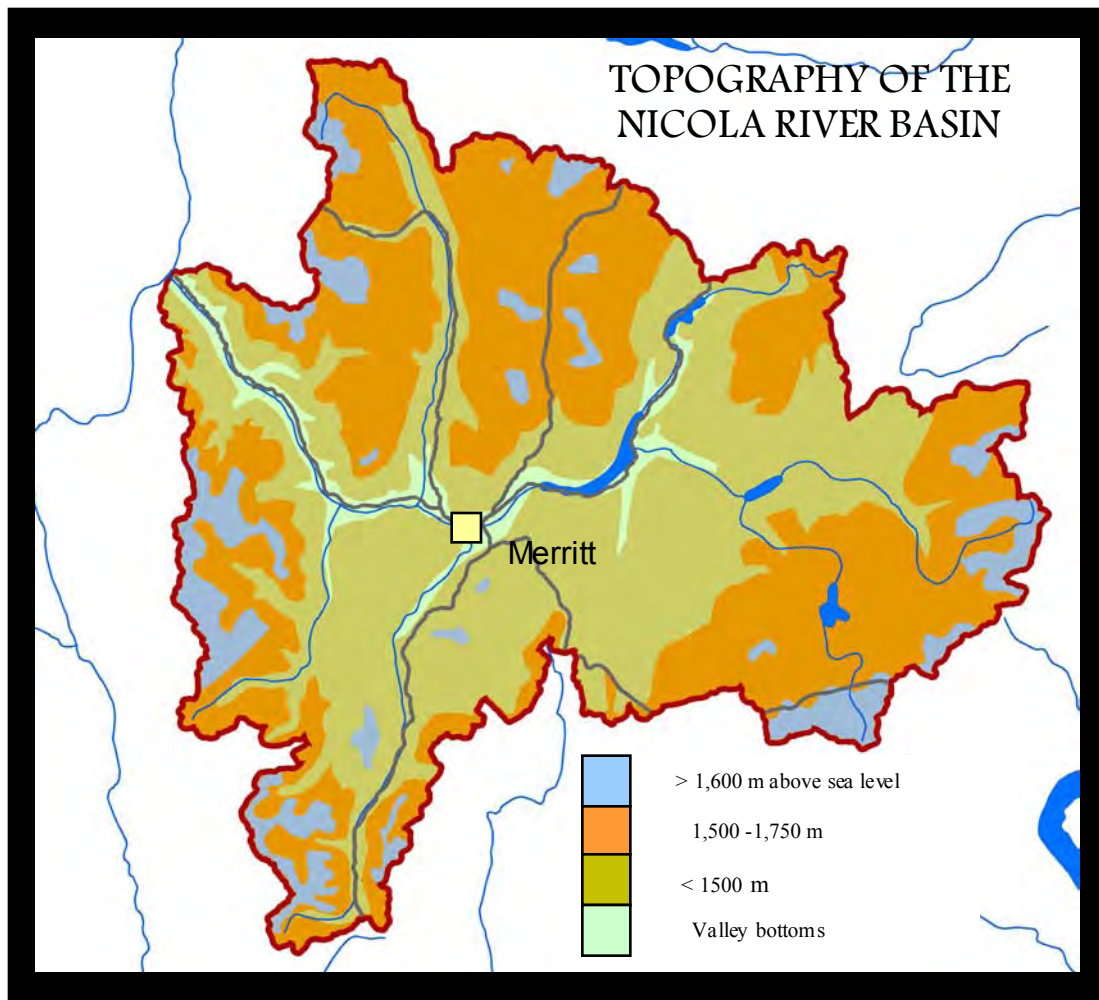 TOPOGRAPHY OF THE
NICOLA RIVER BASIN
Merritt
> 1,600 m above sea level
1,500 -1,750 m
< 1500 m
Valley bottoms